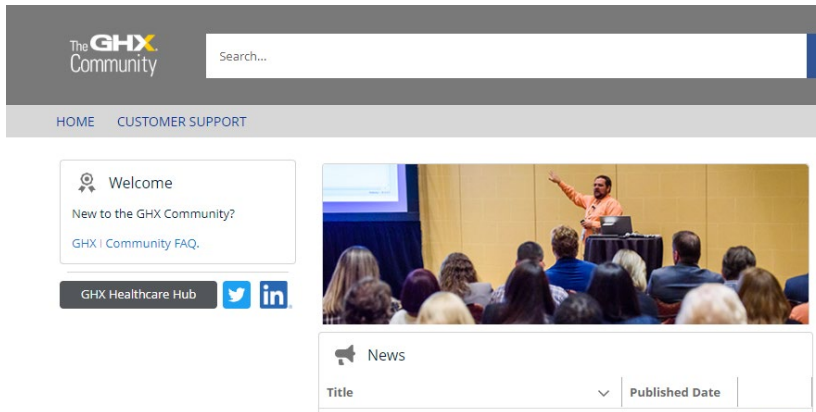 The GHX
Community
Search...
HOME CUSTOMER SUPPORT
Welcome
New to the GHX Community?
GHX | Community FAQ.
GHX Healthcare Hub
in
News
Title Published Date